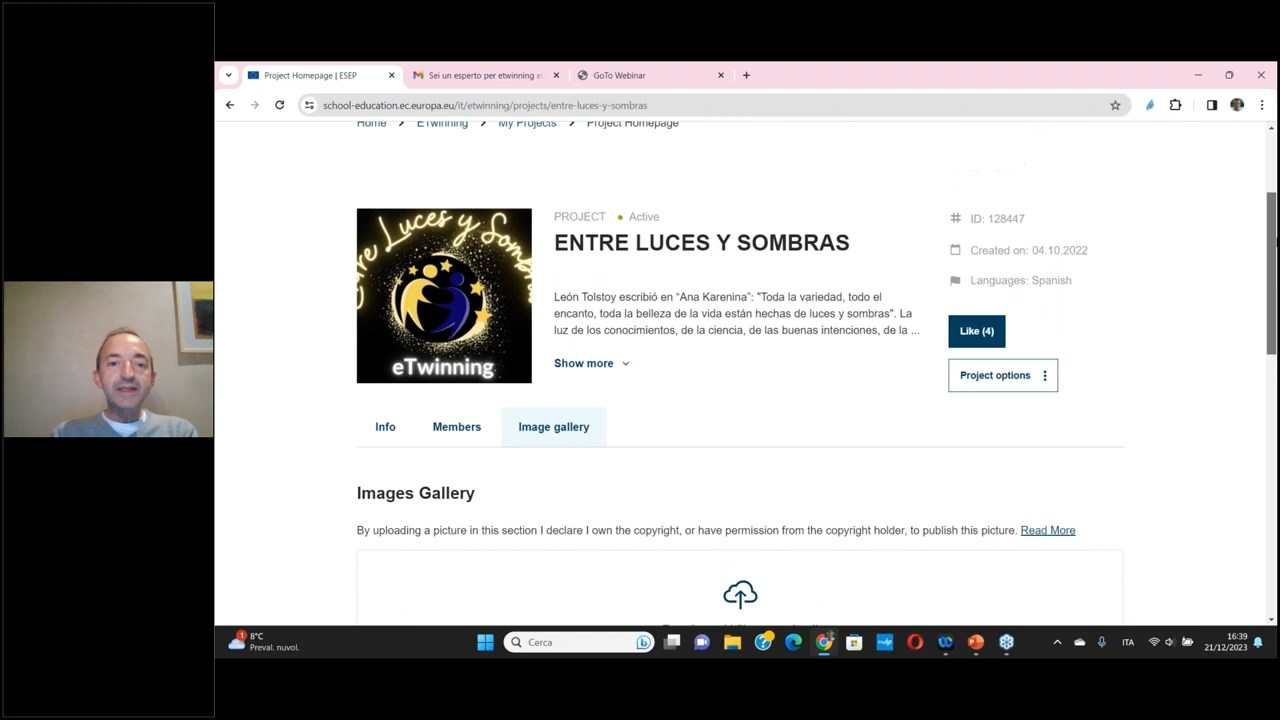 Project Homepage | ESEP
Sei un esperto per etwinning e
GoTo Webinar
school-education.ec.europa.eu/it/etwinning/projects/entre-luces-y-sombras
Home
ETwinning
My Projects
Project Homepage
Entre Luces y Sombras
eTwinning
PROJECT
Active
ENTRE LUCES Y SOMBRAS
León Tolstoy escribió en “Ana Karenina”: "Toda la variedad, todo el
encanto, toda la belleza de la vida están hechas de luces y sombras". La
luz de los conocimientos, de la ciencia, de las buenas intenciones, de la ...
Show more
ID: 128447
Created on: 04.10.2022
Languages: Spanish
Like (4)
Project options
Info
Members
Image gallery
Images Gallery
By uploading a picture in this section I declare I own the copyright, or have permission from the copyright holder, to publish this picture. Read More
1
8°C
Preval. nuvol.
Cerca
ITA
16:39
21/12/2023